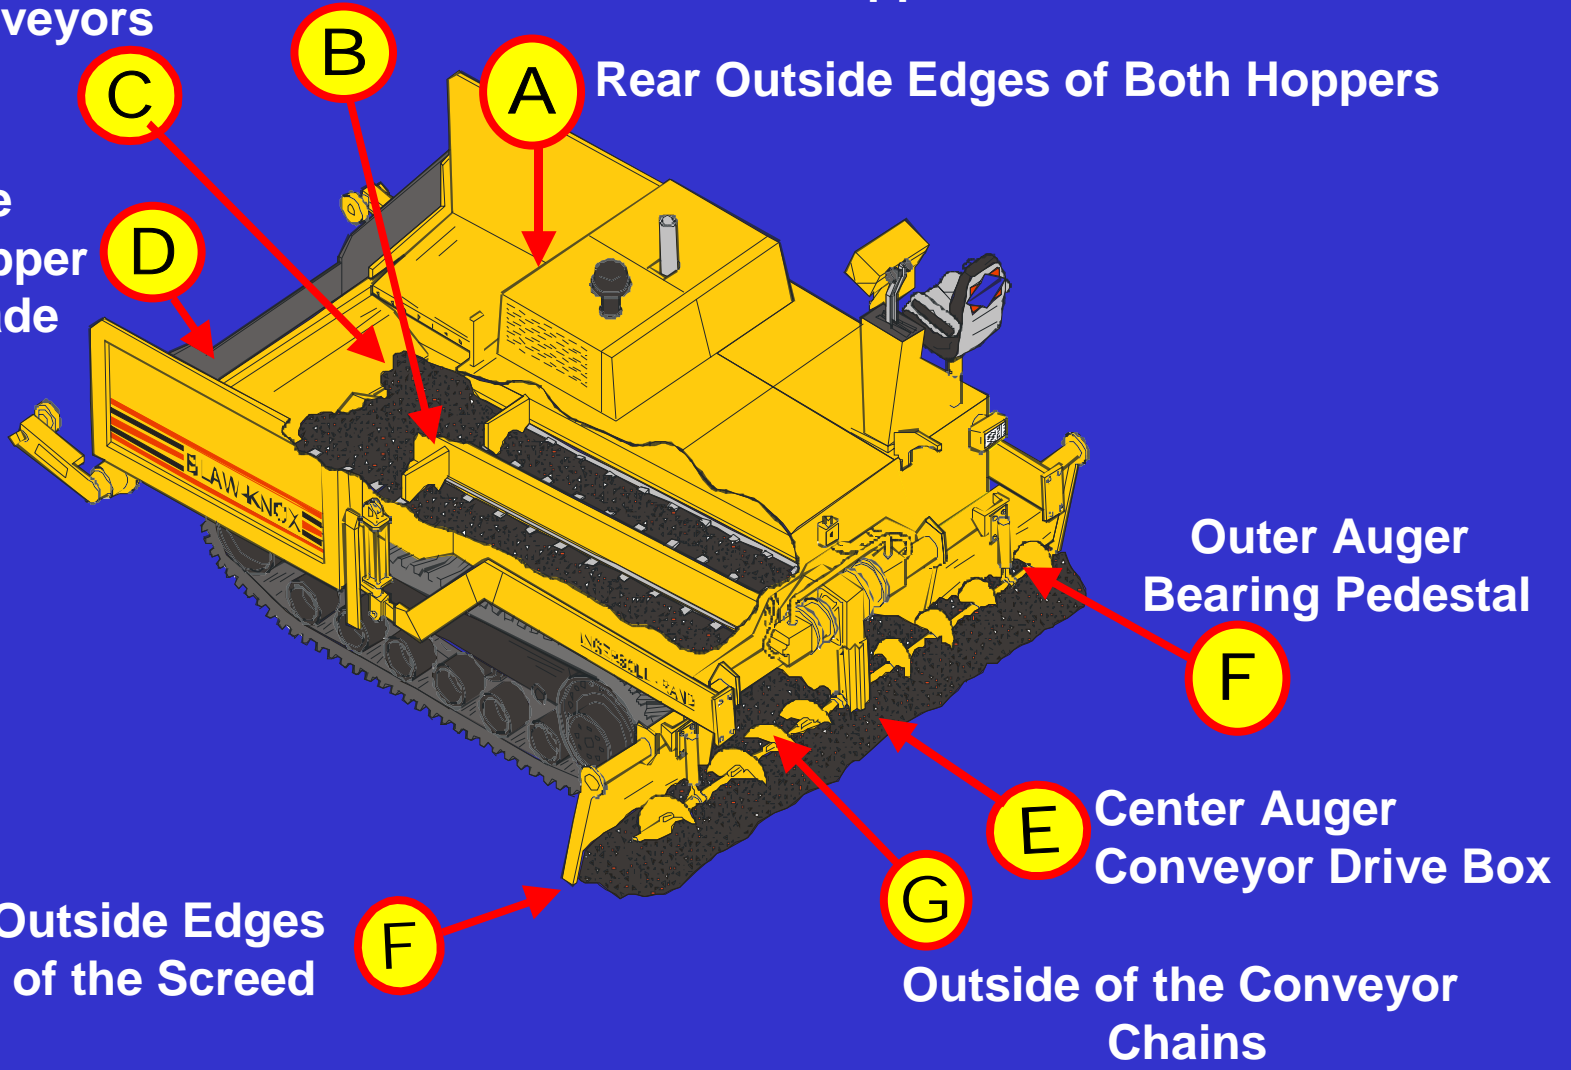 veyors
B
C
A
Rear Outside Edges of Both Hoppers
e
D
pper
ade
BLAW-KNOX
Outer Auger
Bearing Pedestal
F
E
Center Auger
Conveyor Drive Box
G
Outside Edges
of the Screed
F
Outside of the Conveyor
Chains